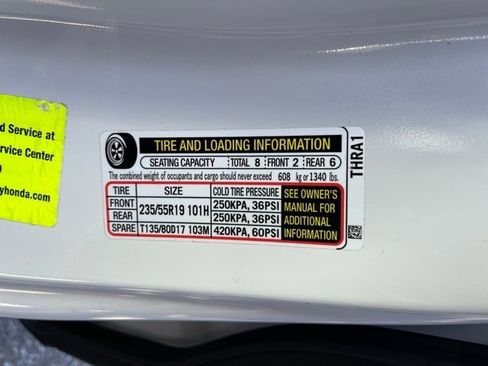 d Service at
rvice Center
yhonda.com
TIRE AND LOADING INFORMATION
SEATING CAPACITY TOTAL 8 FRONT 2 REAR 6
The combined weight of occupants and cargo should never exceed 608 kg or 1340 lbs.
TIRE SIZE COLD TIRE PRESSURE
FRONT 235/55R19 101H 250KPA, 36PSI
REAR 250KPA, 36PSI
SPARE T135/80D17 103M 420KPA, 60PSI
SEE OWNER'S
MANUAL FOR
ADDITIONAL
INFORMATION
THRA1